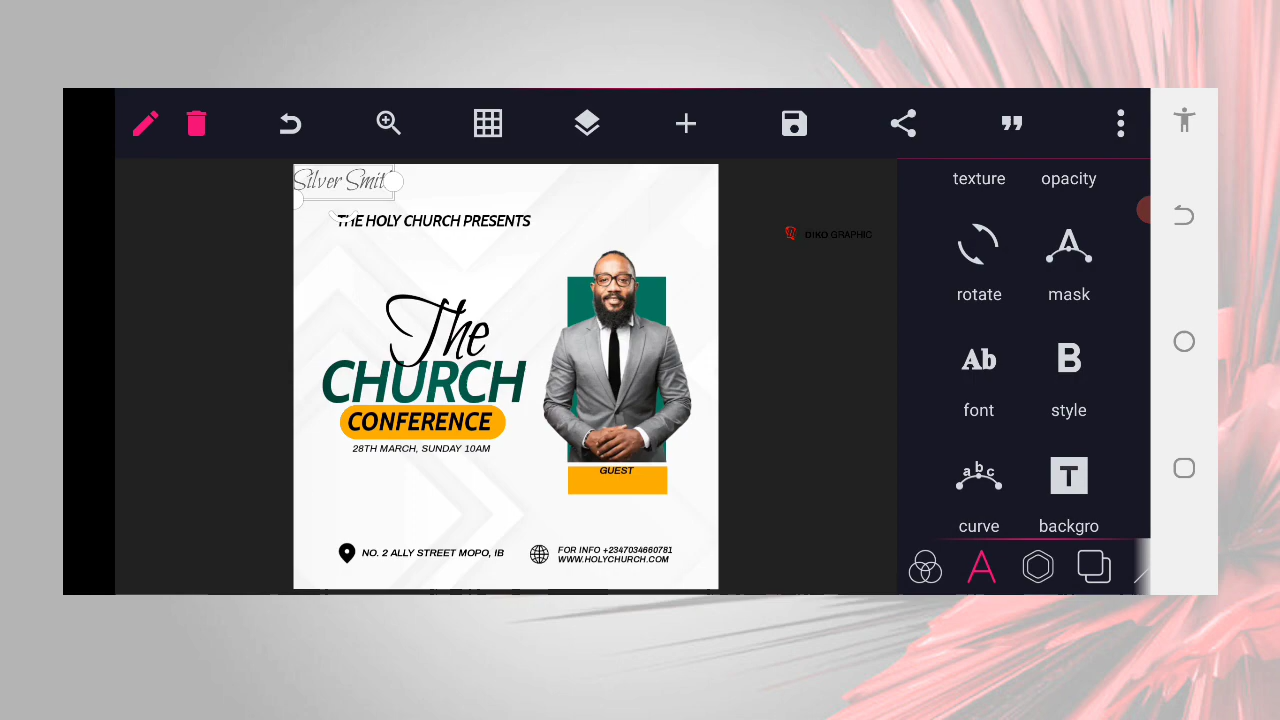 Silver Smit
THE HOLY CHURCH PRESENTS
OIKO GRAPHIC
The
CHURCH
CONFERENCE
28TH MARCH, SUNDAY 10AM
GUEST
NO. 2 ALLY STREET MOPO, IB
FOR INFO +2347034660781
WWW.HOLYCHURCH.COM
texture opacity
rotate mask
Ab B
font style
abc T
curve backgro
A